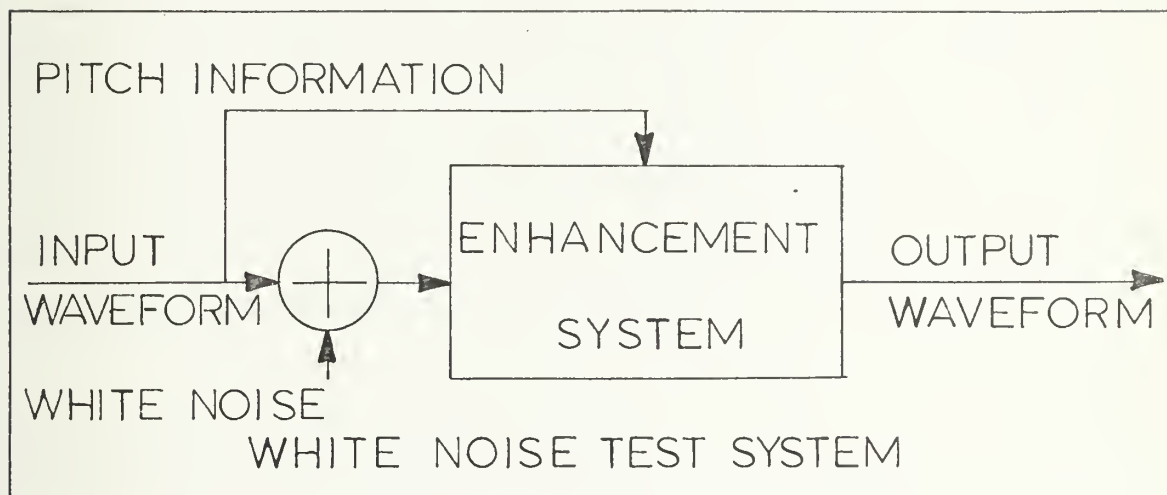 PITCH INFORMATION
INPUT
WAVEFORM
WHITE NOISE
ENHANCEMENT
SYSTEM
OUTPUT
WAVEFORM
WHITE NOISE TEST SYSTEM